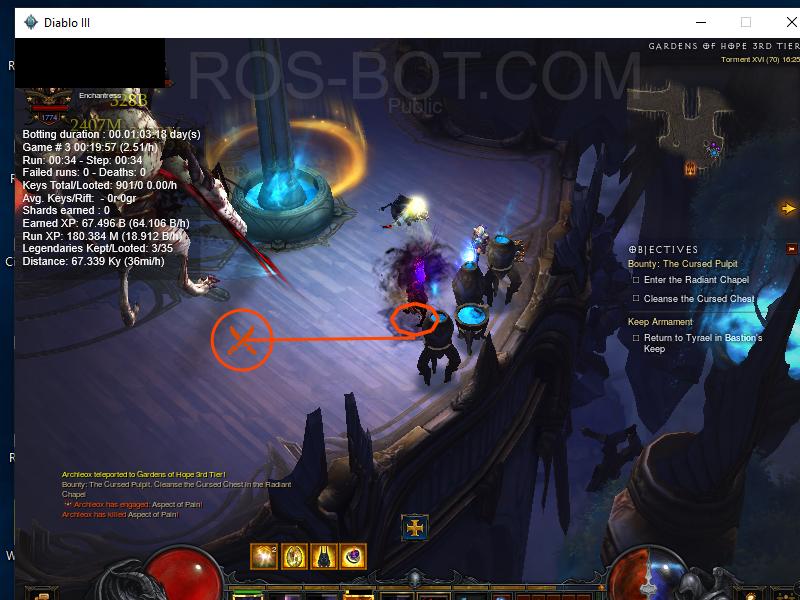 Diablo III
GARDENS OF HOPE 3RD TIER
Torment XVI (70) 16:25
ROS-BOT.COM
Public
Enchantress
328B
1774
2407M
Botting duration : 00.01:03:18 day(s)
Game # 3 00:19:57 (2.51/h)
Run: 00:34 - Step: 00:34
Failed runs: 0 - Deaths: 0
Keys Total/Looted: 901/0 0.00/h
Avg. Keys/Rift: - 0r 0gr
Shards earned : 0
Earned XP: 67.496 B (64.106 B/h)
Run XP: 180.384 M (18.912 B/h)
Legendaries Kept/Looted: 3/35
Distance: 67.339 Ky (36mi/h)
OBJECTIVES
Bounty: The Cursed Pulpit
Enter the Radiant Chapel
Cleanse the Cursed Chest
Keep Armament
Return to Tyrael in Bastion's
Keep
Archleox teleported to Gardens of Hope 3rd Tier!
Bounty: The Cursed Pulpit. Cleanse the Cursed Chest in the Radiant
Chapel
Archleox has engaged: Aspect of Pain!
Archleox has killed Aspect of Pain!
2